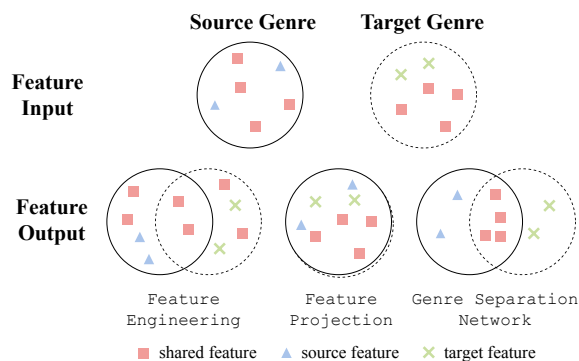 Source Genre Target Genre
Feature
Input
Feature
Output
Feature
Engineering
Feature
Projection
Genre Separation
Network
shared feature source feature target feature